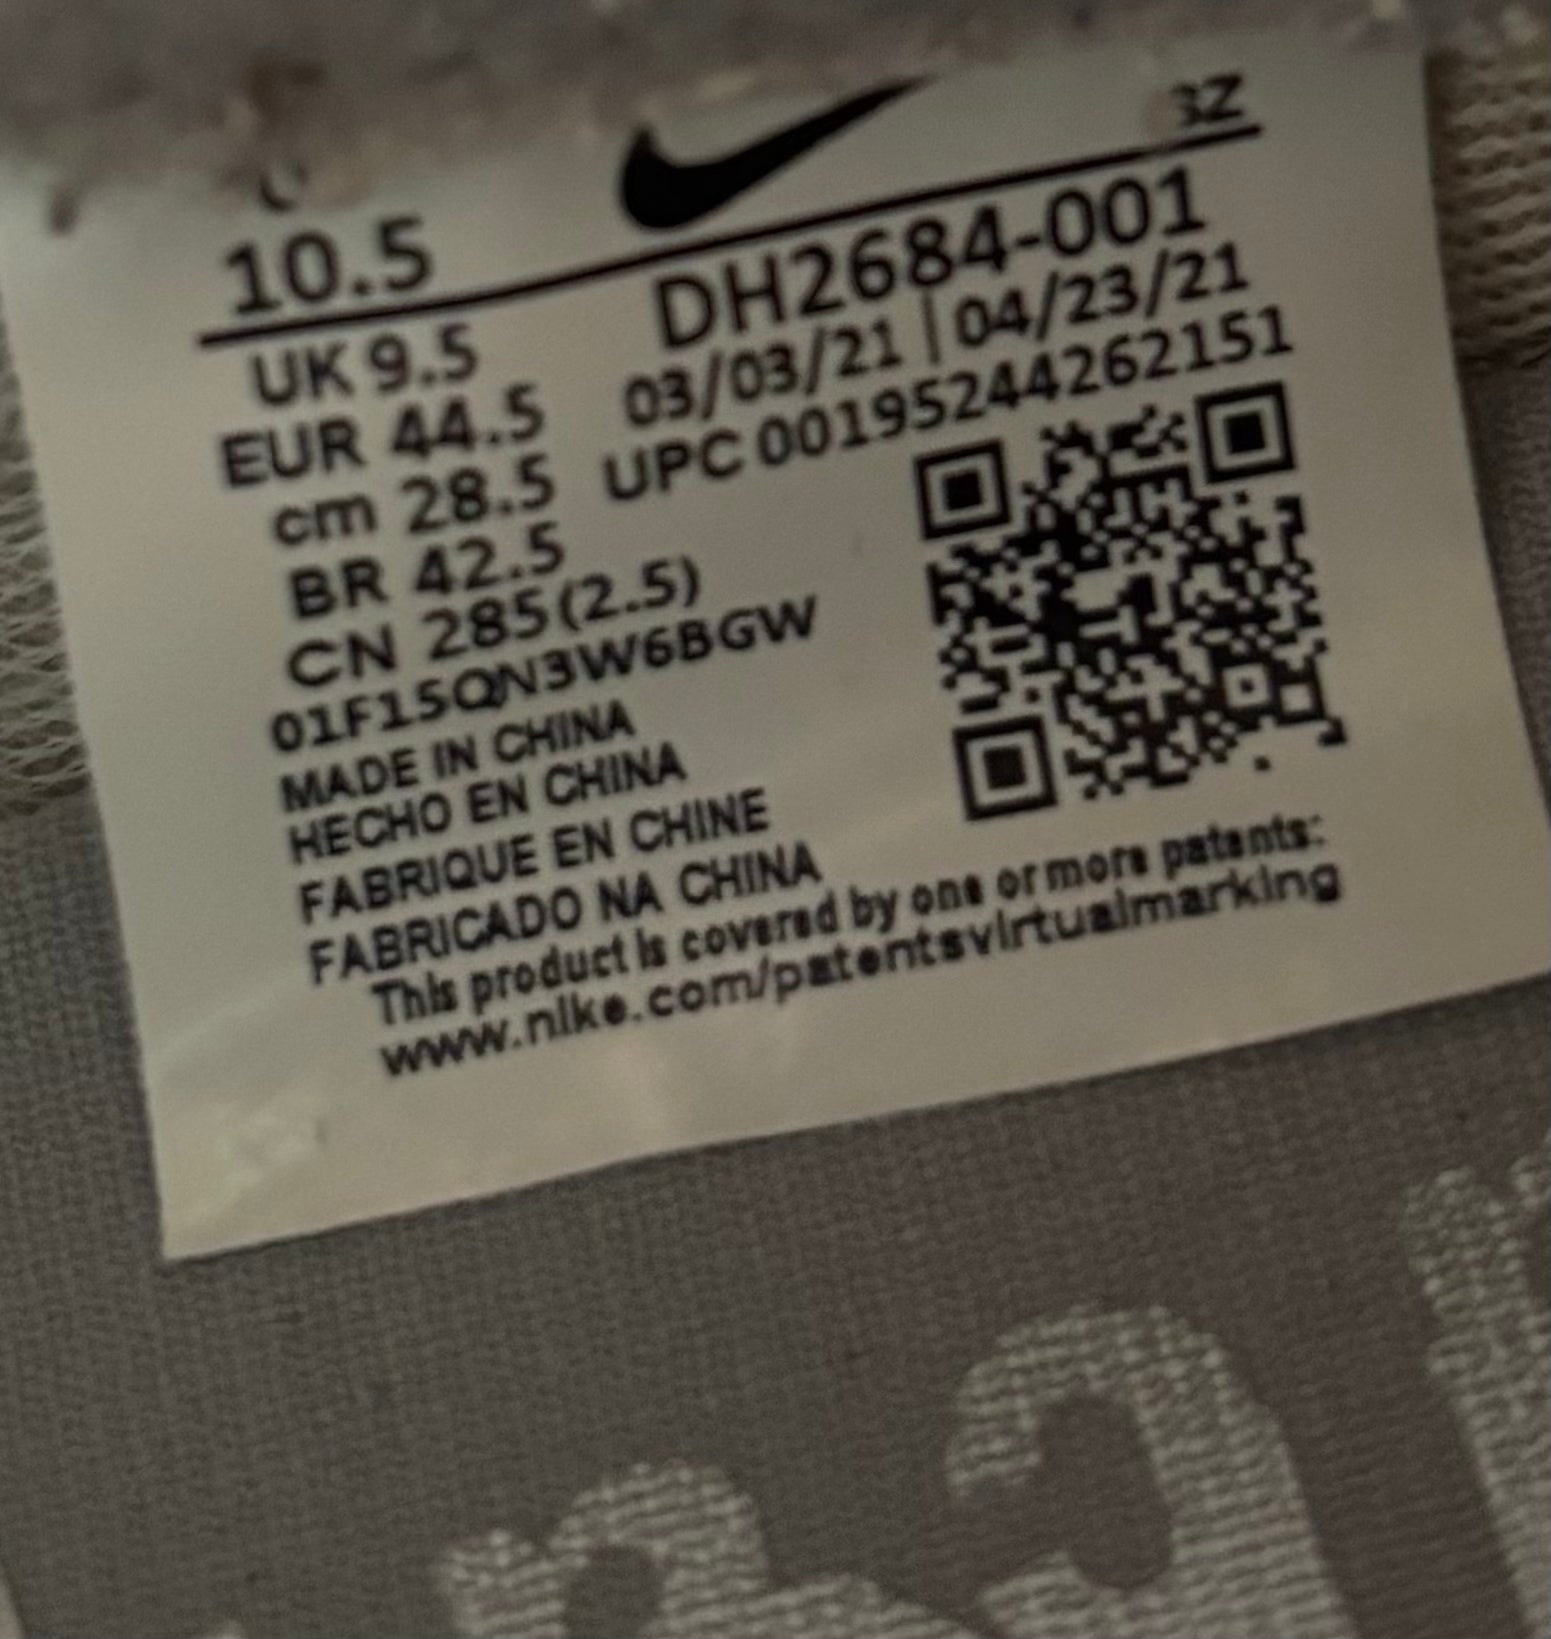 3Z
10.5
DH2684-001
UK 9.5
03/03/21 | 04/23/21
EUR 44.5
UPC 00195244262151
cm 28.5
BR 42.5
CN 285(2.5)
01F15QN3W6BGW
MADE IN CHINA
HECHO EN CHINA
FABRIQUE EN CHINE
FABRICADO NA CHINA
This product is covered by one or more patents:
www.nike.com/patentsvirtualmarking